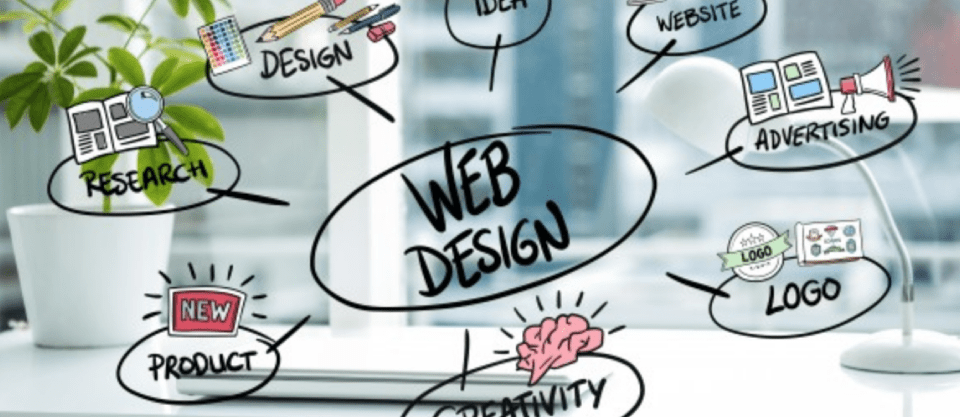 IDEA
WEBSITE
DESIGN
ADVERTISING
RESEARCH
WEB
DESIGN
LOGO
LOGO
NEW
PRODUCT
CREATIVITY